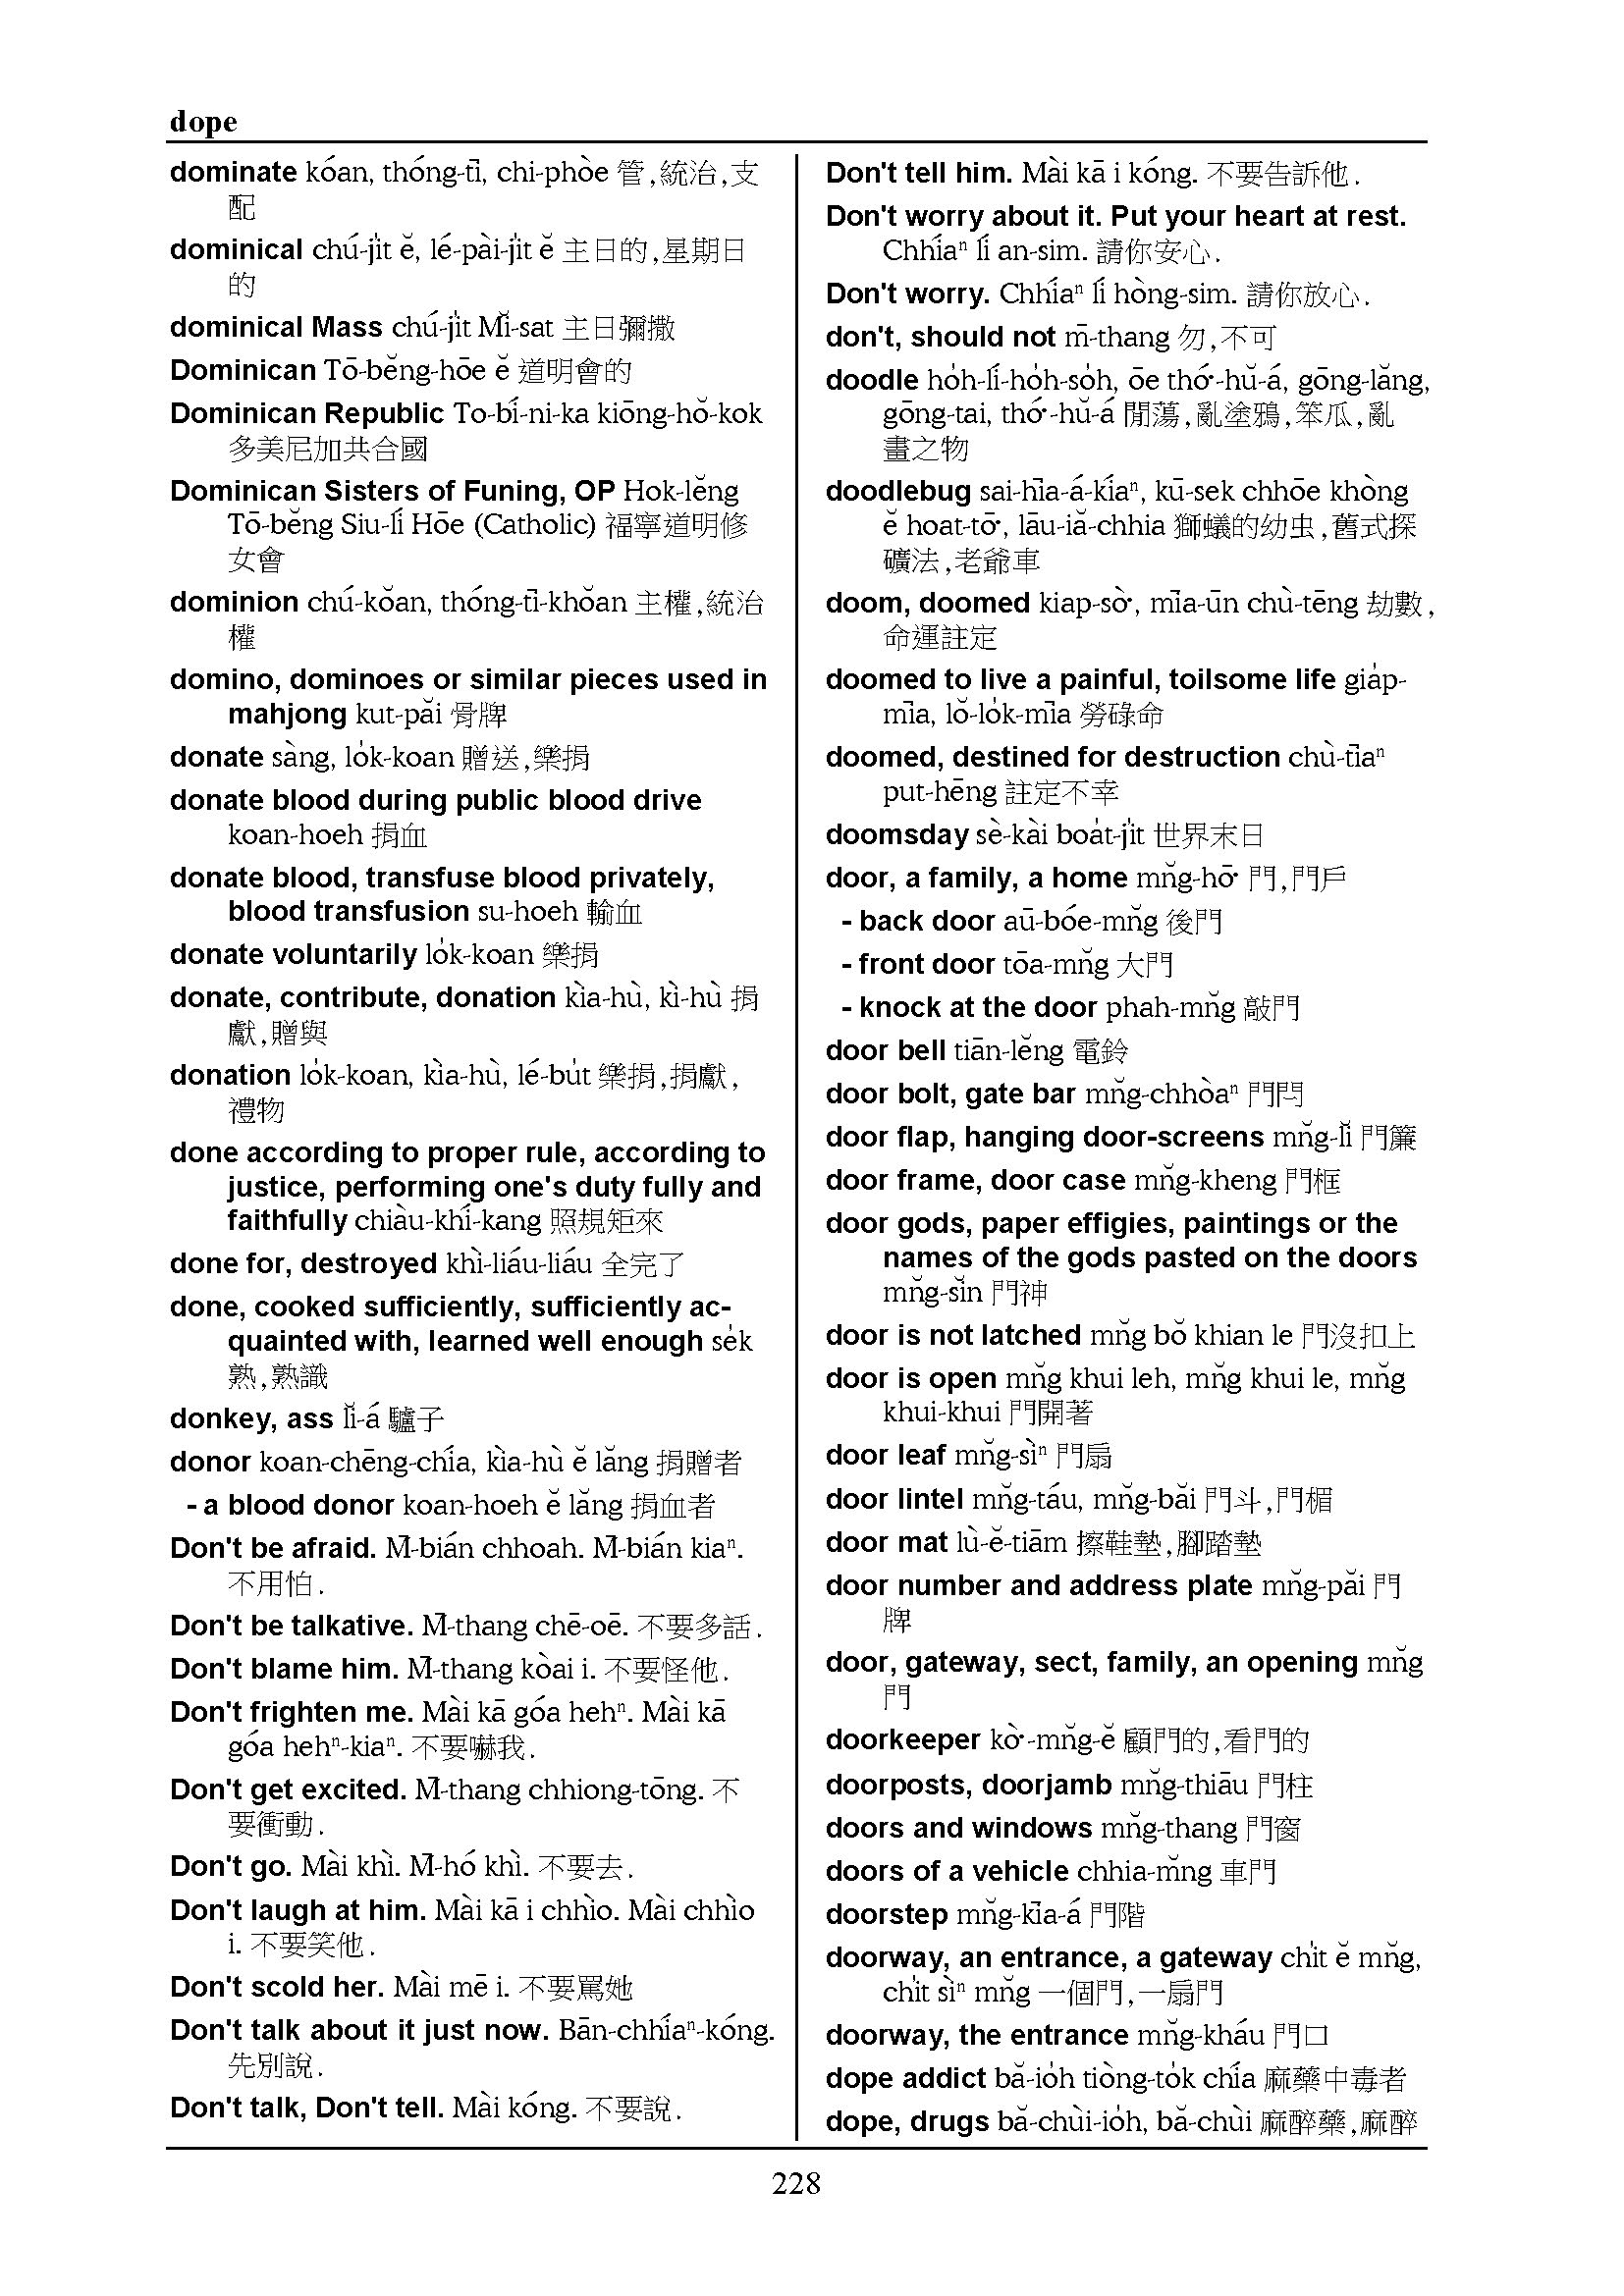 dope
dominate kóan, thóng-tī, chi-phòe 管,統治,支
配
dominical chú-ji̍t ĕ, lé-pài-ji̍t ĕ 主日的,星期日
的
dominical Mass chú-ji̍t Mĭ-sat 主日彌撒
Dominican Tō-bĕng-hōe ĕ 道明會的
Dominican Republic To-bí-ni-ka kiōng-hŏ-kok
多美尼加共合國
Dominican Sisters of Funing, OP Hok-lĕng
Tō-bĕng Siu-lí Hōe (Catholic) 福寧道明修
女會
dominion chú-kŏan, thóng-tī-khŏan 主權,統治
權
domino, dominoes or similar pieces used in
mahjong kut-păi 骨牌
donate sàng, lo̍k-koan 贈送,樂捐
donate blood during public blood drive
koan-hoeh 捐血
donate blood, transfuse blood privately,
blood transfusion su-hoeh 輸血
donate voluntarily lo̍k-koan 樂捐
donate, contribute, donation kìa-hù, kì-hù 捐
獻,贈與
donation lo̍k-koan, kìa-hù, lé-bu̍t 樂捐,捐獻,
禮物
done according to proper rule, according to
justice, performing one's duty fully and
faithfully chiàu-khí-kang 照規矩來
done for, destroyed khì-liáu-liáu 全完了
done, cooked sufficiently, sufficiently ac-
quainted with, learned well enough se̍k
熟,熟識
donkey, ass lĭ-á 驢子
donor koan-chēng-chía, kìa-hù ĕ lăng 捐贈者
- a blood donor koan-hoeh ĕ lăng 捐血者
Don't be afraid. M̄-bián chhoah. M̄-bián kiaⁿ.
不用怕.
Don't be talkative. M̄-thang chē-oē. 不要多話.
Don't blame him. M̄-thang kòai i. 不要怪他.
Don't frighten me. Mài kā góa hehⁿ. Mài kā
góa hehⁿ-kiaⁿ. 不要嚇我.
Don't get excited. M̄-thang chhiong-tōng. 不
要衝動.
Don't go. Mài khì. M̄-hó khì. 不要去.
Don't laugh at him. Mài kā i chhìo. Mài chhìo
i. 不要笑他.
Don't scold her. Mài mē i. 不要罵她
Don't talk about it just now. Bān-chhíaⁿ-kóng.
先別說.
Don't talk, Don't tell. Mài kóng. 不要說.
Don't tell him. Mài kā i kóng. 不要告訴他.
Don't worry about it. Put your heart at rest.
Chhíaⁿ lí an-sim. 請你安心.
Don't worry. Chhíaⁿ lí hòng-sim. 請你放心.
don't, should not m̄-thang 勿,不可
doodle ho̍h-lí-ho̍h-so̍h, ōe thó͘-hŭ-á, gōng-lăng,
gōng-tai, thó͘-hŭ-á 閒蕩,亂塗鴉,笨瓜,亂
畫之物
doodlebug sai-hīa-á-kíaⁿ, kū-sek chhōe khòng
ĕ hoat-tō͘, lāu-iă-chhia 獅蟻的幼虫,舊式探
礦法,老爺車
doom, doomed kiap-sò͘, mīa-ūn chù-tēng 劫數,
命運註定
doomed to live a painful, toilsome life gia̍p-
mīa, lŏ-lo̍k-mīa 勞碌命
doomed, destined for destruction chù-tīaⁿ
put-hēng 註定不幸
doomsday sè-kài boa̍t-ji̍t 世界末日
door, a family, a home mn̆g-hō͘ 門,門戶
- back door aū-bóe-mn̆g 後門
- front door tōa-mn̆g 大門
- knock at the door phah-mn̆g 敲門
door bell tiān-lĕng 電鈴
door bolt, gate bar mn̆g-chhòaⁿ 門閂
door flap, hanging door-screens mn̆g-lĭ 門簾
door frame, door case mn̆g-kheng 門框
door gods, paper effigies, paintings or the
names of the gods pasted on the doors
mn̆g-sĭn 門神
door is not latched mn̆g bŏ khian le 門沒扣上
door is open mn̆g khui leh, mn̆g khui le, mn̆g
khui-khui 門開著
door leaf mn̆g-sìⁿ 門扇
door lintel mn̆g-táu, mn̆g-băi 門斗,門楣
door mat lù-ĕ-tiām 擦鞋墊,腳踏墊
door number and address plate mn̆g-păi 門
牌
door, gateway, sect, family, an opening mn̆g
門
doorkeeper kò͘-mn̆g-ĕ 顧門的,看門的
doorposts, doorjamb mn̆g-thiāu 門柱
doors and windows mn̆g-thang 門窗
doors of a vehicle chhia-m̆ng 車門
doorstep mn̆g-kīa-á 門階
doorway, an entrance, a gateway chi̍t ĕ mn̆g,
chi̍t sìⁿ mn̆g 一個門,一扇門
doorway, the entrance mn̆g-kháu 門口
dope addict bă-io̍h tiòng-to̍k chía 麻藥中毒者
dope, drugs bă-chùi-io̍h, bă-chùi 麻醉藥,麻醉
228